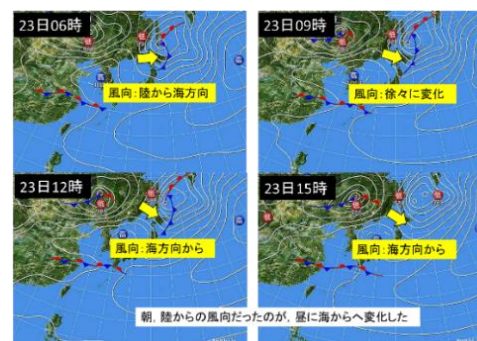 23日06時
風向:陸から海方向
23日09時
風向:徐々に変化
23日12時
風向:海方向から
23日15時
風向:海方向から
朝,陸からの風向だったのが,昼に海からへ変化した